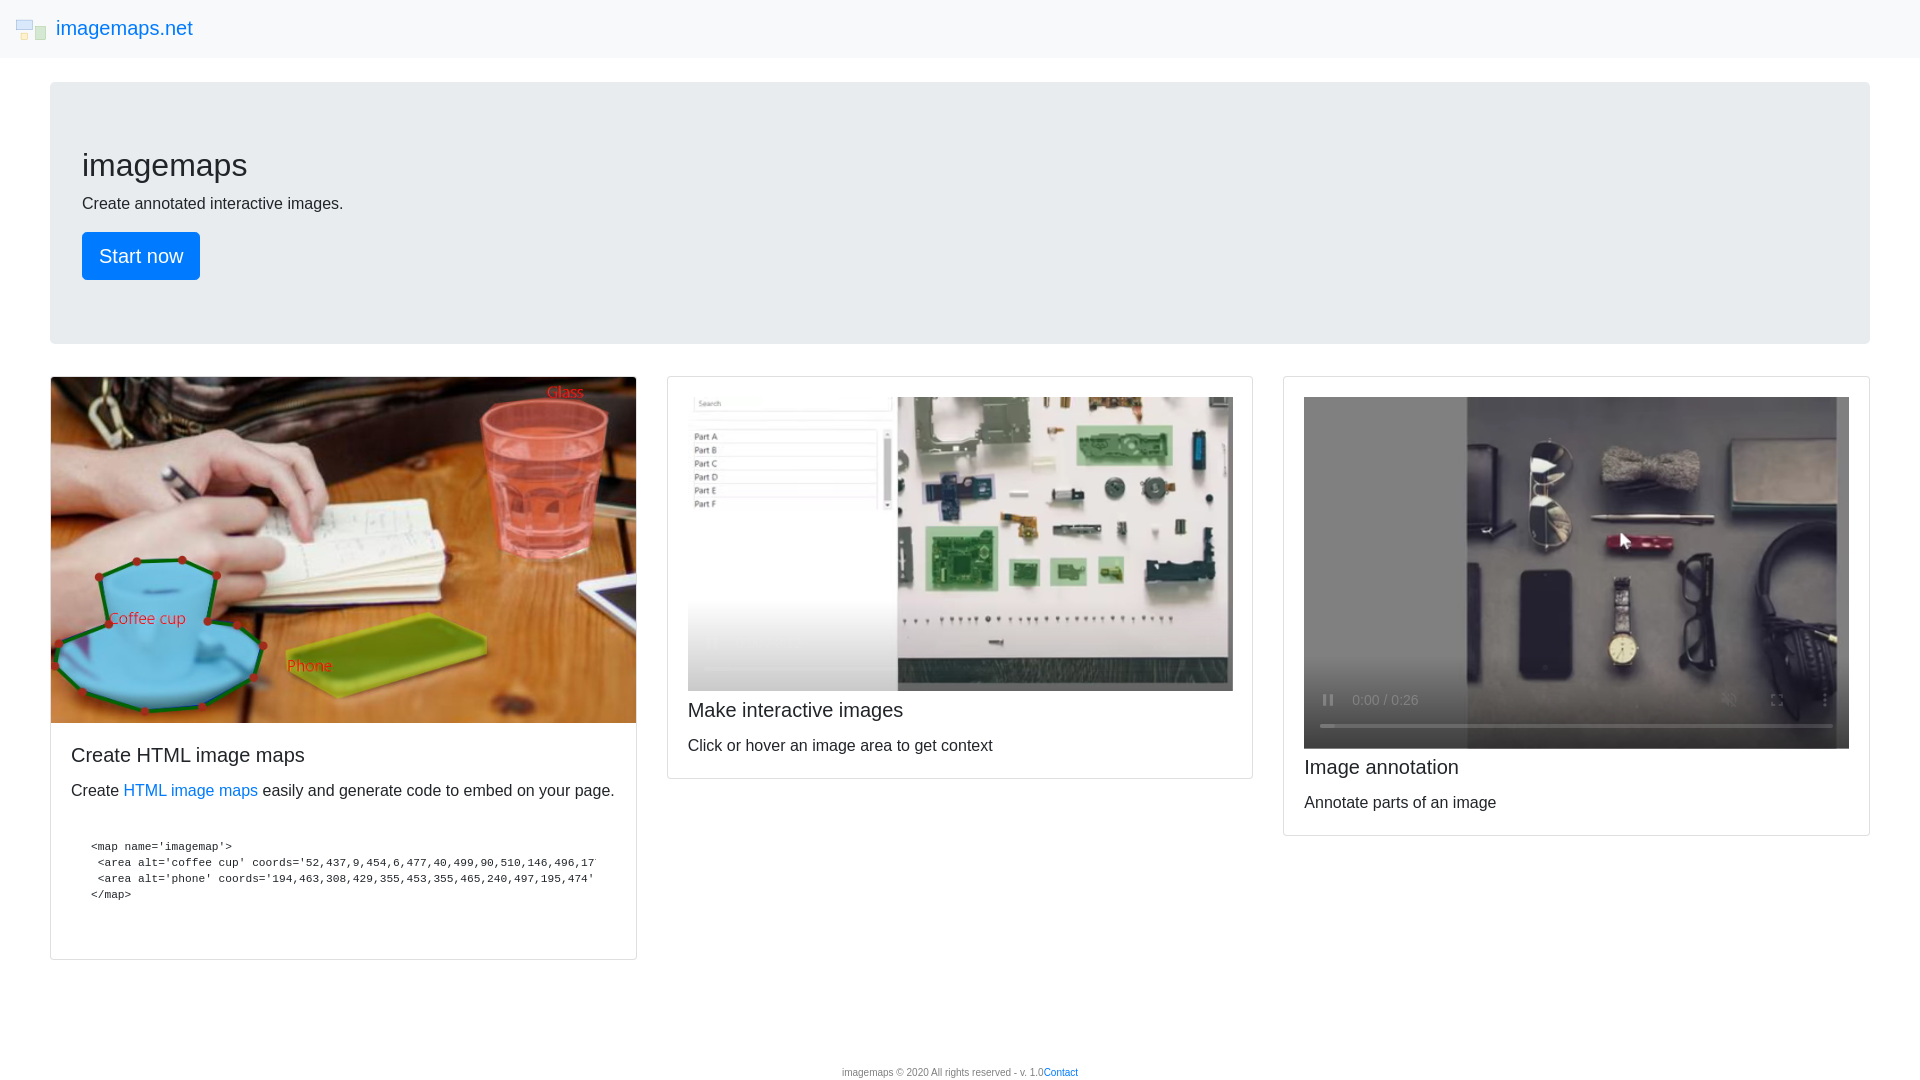 imagemaps.net
imagemaps
Create annotated interactive images.
Start now
Glass
Coffee cup
Phone
Create HTML image maps
Create HTML image maps easily and generate code to embed on your page.
<map name='imagemap'>
<area alt='coffee cup' coords='52,437,9,454,6,477,40,499,90,510,146,496,17
<area alt='phone' coords='194,463,308,429,355,453,355,465,240,497,195,474'
</map>
Search
Part A
Part B
Part C
Part D
Part E
Part F
Make interactive images
Click or hover an image area to get context
0:00 / 0:26
Image annotation
Annotate parts of an image
imagemaps © 2020 All rights reserved - v. 1.0Contact